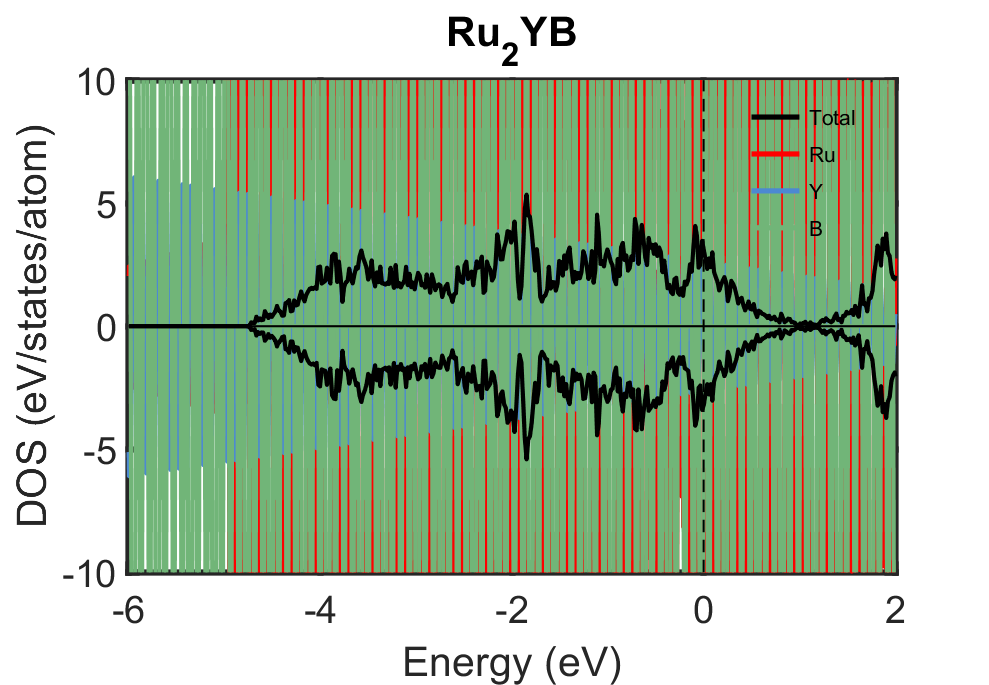 Ru2YB
10
5
0
-5
-10
-6
-4
-2
0
2
DOS (eV/states/atom)
Energy (eV)
Total
Ru
Y
B